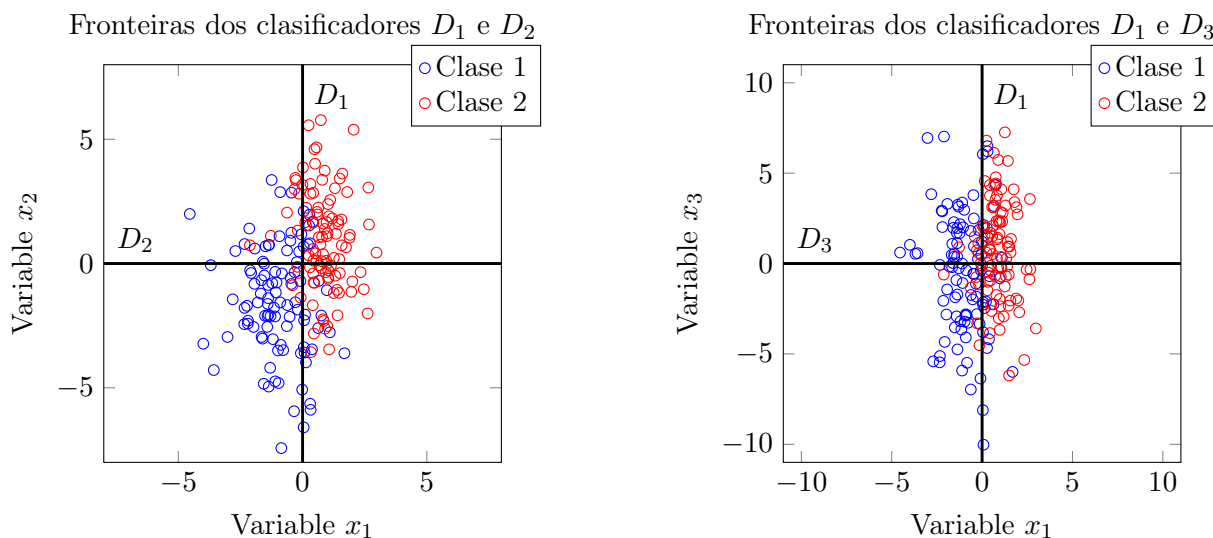 Fronteiras dos clasificadores D₁ e D₂
Clase 1
Clase 2
D₁
D₂
5
0
−5
−5
0
5
Variable x₂
Variable x₁
Fronteiras dos clasificadores D₁ e D₃
Clase 1
Clase 2
D₁
D₃
10
5
0
−5
−10
−10
−5
0
5
10
Variable x₃
Variable x₁